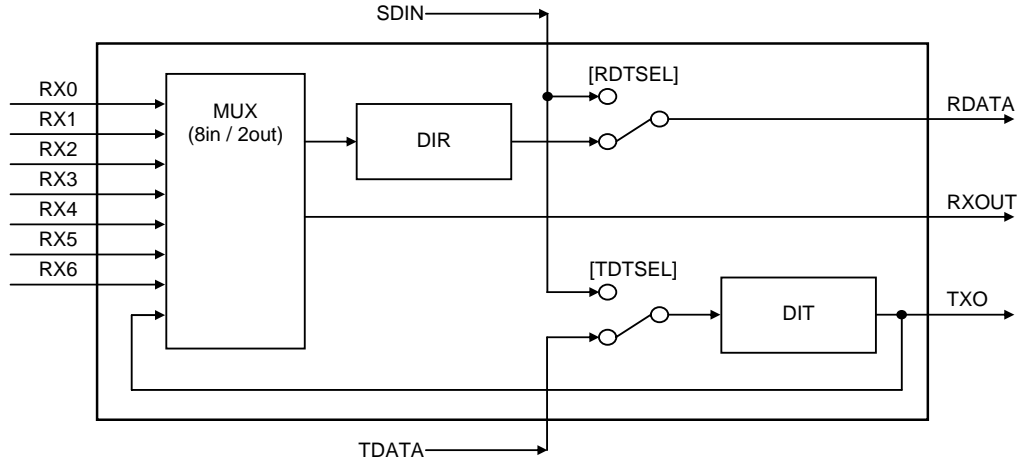 SDIN
[RDTSEL]
RX0
RX1
RX2
RX3
RX4
RX5
RX6
MUX
(8in / 2out)
DIR
RDATA
RXOUT
[TDTSEL]
DIT
TXO
TDATA